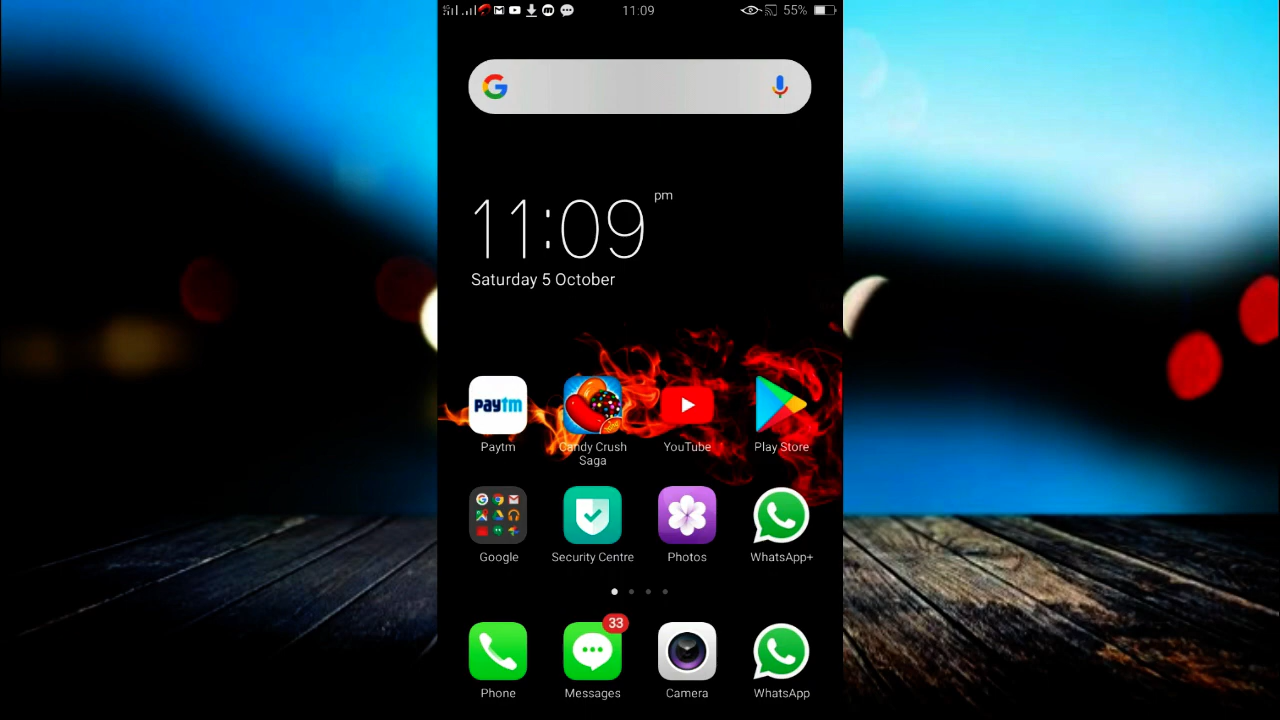 11:09
55%
11:09 pm
Saturday 5 October
paytm
Paytm
Candy Crush
Saga
YouTube
Play Store
Google
Security Centre
Photos
WhatsApp+
33
Phone
Messages
Camera
WhatsApp